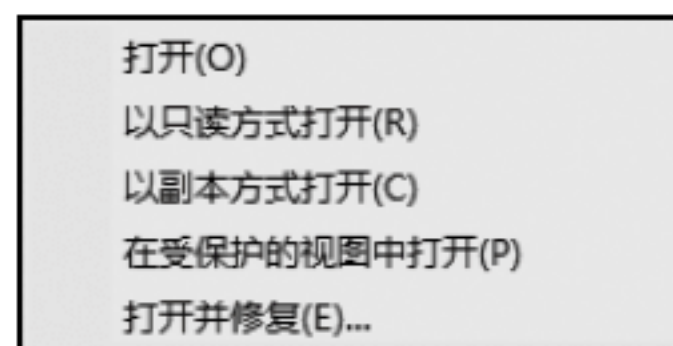 打开(O)
以只读方式打开(R)
以副本方式打开(C)
在受保护的视图中打开(P)
打开并修复(E)...